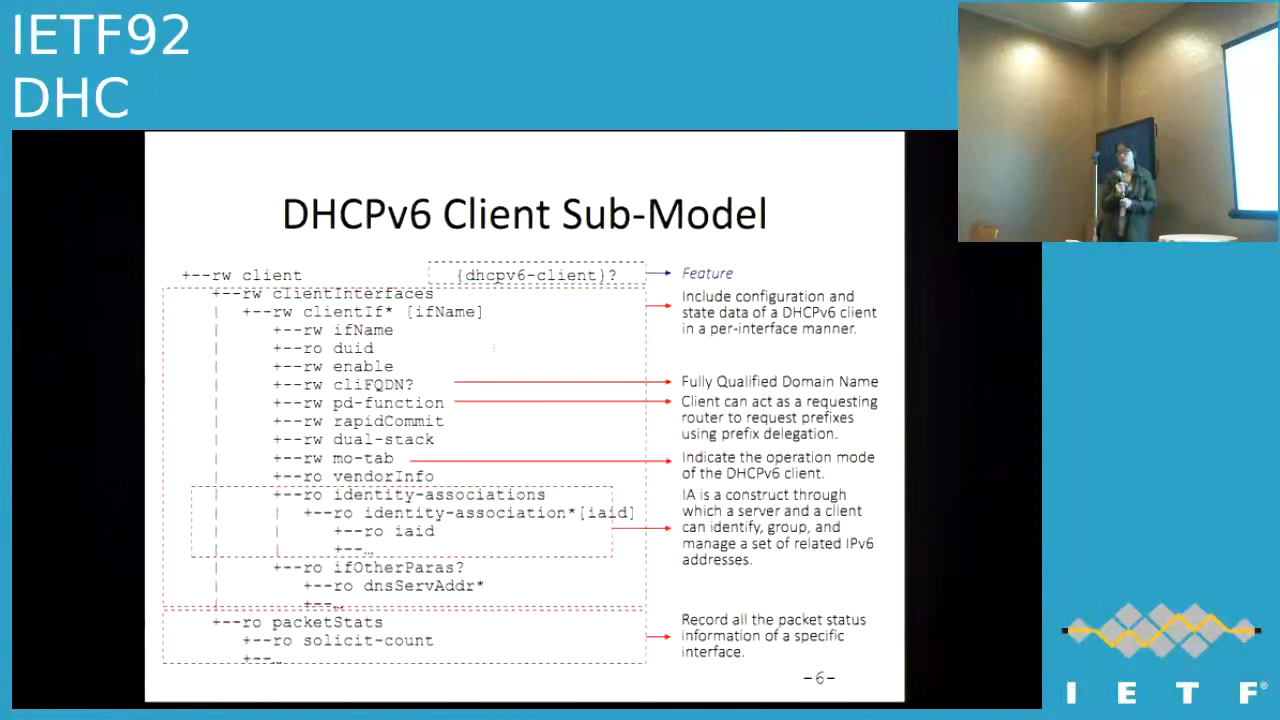 IETF92
DHC
DHCPv6 Client Sub-Model
+--rw client {dhcpv6-client}?
Feature
+--rw clientInterfaces
| +--rw clientIf* [ifName]
Include configuration and
state data of a DHCPv6 client
in a per-interface manner.
| +--rw ifName
| +--ro duid
| +--rw enable
| +--rw cliFQDN?
Fully Qualified Domain Name
| +--rw pd-function
Client can act as a requesting
router to request prefixes
using prefix delegation.
| +--rw rapidCommit
| +--rw dual-stack
| +--rw mo-tab
Indicate the operation mode
of the DHCPv6 client.
| +--ro vendorInfo
| +--ro identity-associations
| | +--ro identity-association*[iaid]
| | +--ro iaid
| | +--…
IA is a construct through
which a server and a client
can identify, group, and
manage a set of related IPv6
addresses.
| +--ro ifOtherParas?
| +--ro dnsServAddr*
| +--…
+--ro packetStats
+--ro solicit-count
+--…
Record all the packet status
information of a specific
interface.
-6-
I E T F®